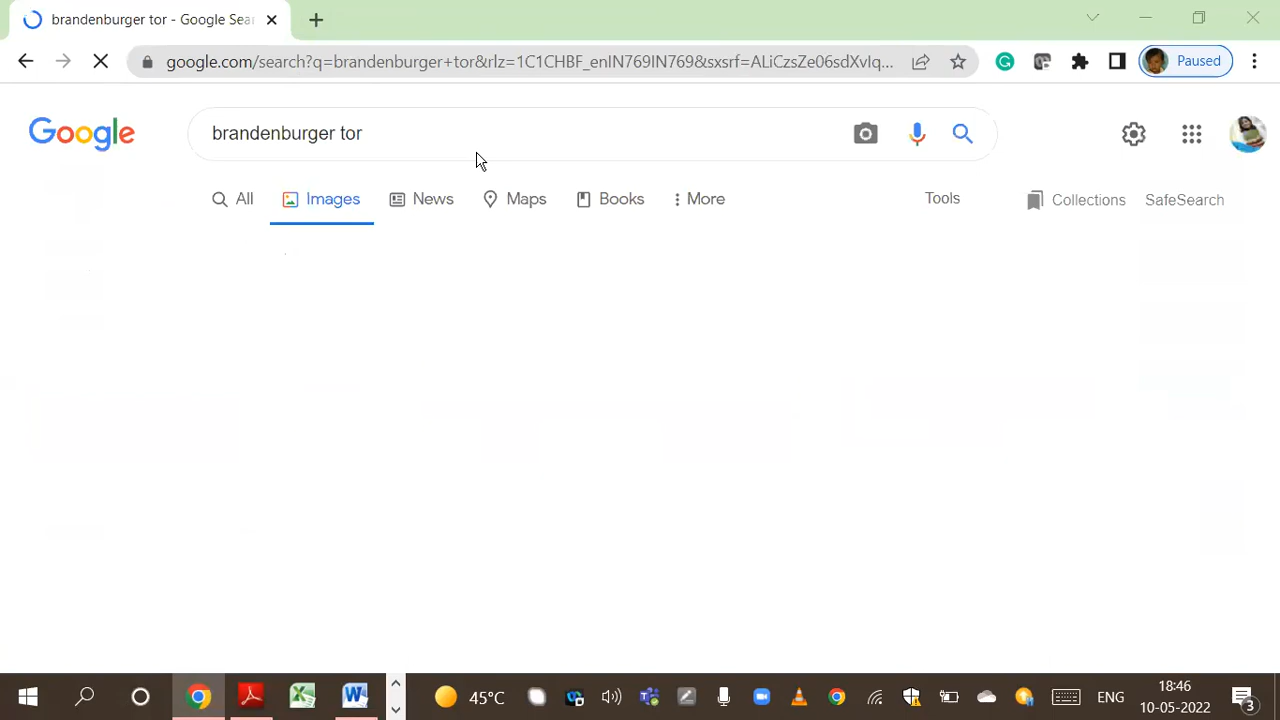 brandenburger tor - Google Sea
google.com/search?q=brandenburger+tor&rlz=1C1CHBF_enIN769IN769&sxsrf=ALiCzsZe06sdXvIq...
Paused
Google
brandenburger tor
All
Images
News
Maps
Books
More
Tools
Collections
SafeSearch
45°C
ENG
18:46
10-05-2022
3